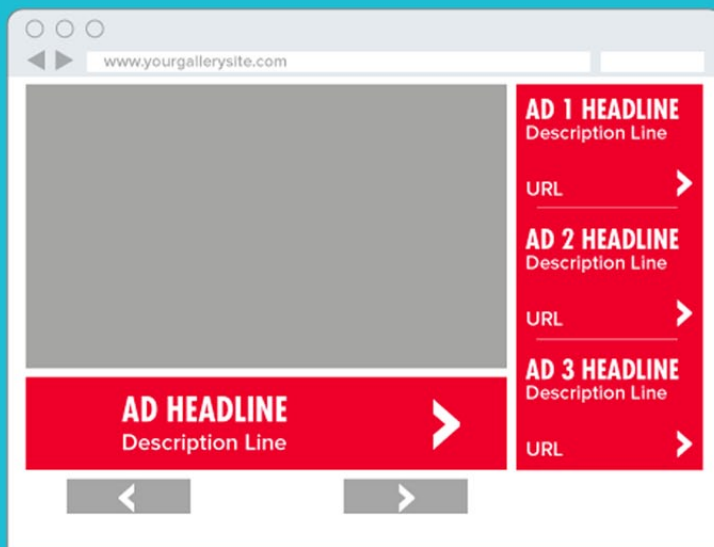 www.yourgallerysite.com
AD 1 HEADLINE
Description Line
URL
AD 2 HEADLINE
Description Line
URL
AD 3 HEADLINE
Description Line
URL
AD HEADLINE
Description Line